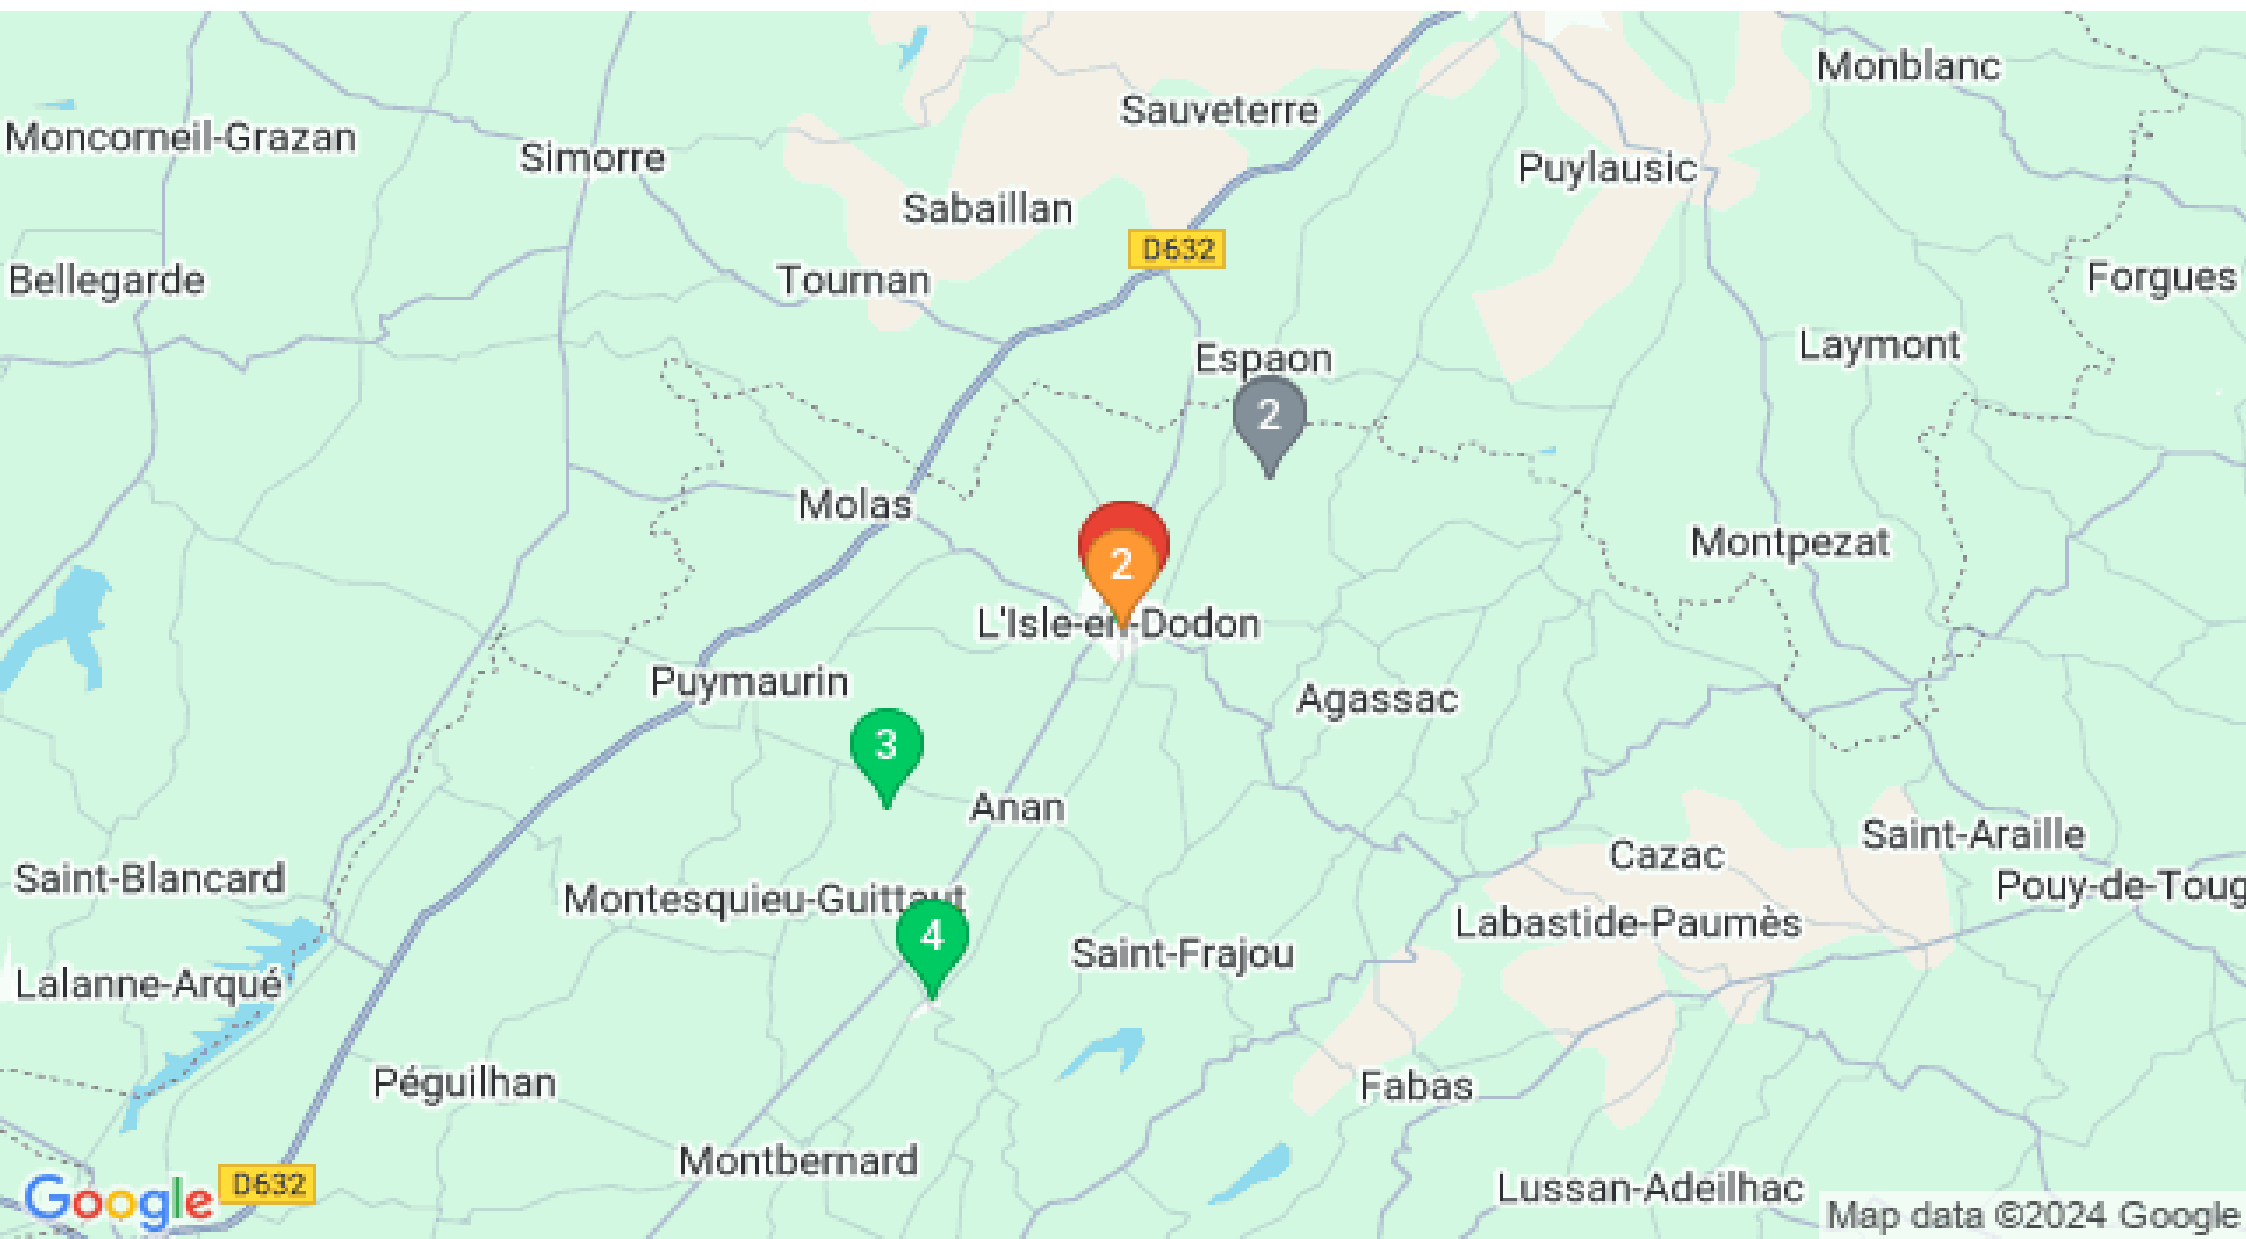 Monblanc
Sauveterre
Moncorneil-Grazan
Simorre
Puylausic
Sabaillan
D632
Bellegarde
Tournan
Forgues
Laymont
Espaon
2
Molas
Montpezat
2
L'Isle-en-Dodon
Puymaurin
Agassac
3
Anan
Saint-Araille
Cazac
Saint-Blancard
Pouy-de-Toug
Montesquieu-Guittaut
Labastide-Paumès
4
Saint-Frajou
Lalanne-Arqué
Péguilhan
Fabas
Montbernard
D632
Lussan-Adeilhac
Google
Map data ©2024 Google